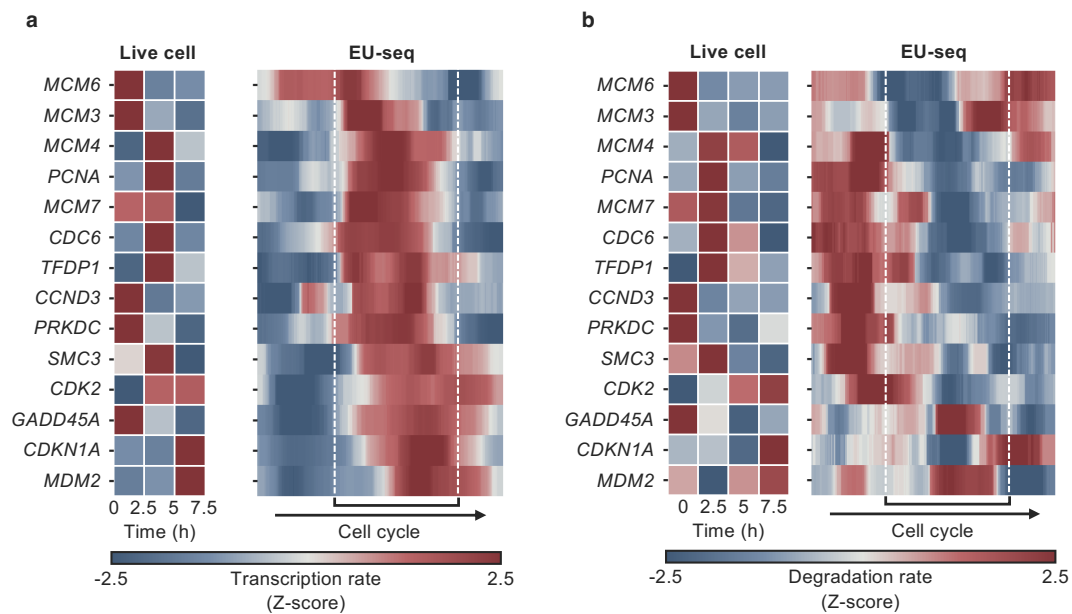 a
Live cell
EU-seq
MCM6
MCM3
MCM4
PCNA
MCM7
CDC6
TFDP1
CCND3
PRKDC
SMC3
CDK2
GADD45A
CDKN1A
MDM2
0 2.5 5 7.5
Time (h)
Cell cycle
-2.5
Transcription rate
2.5
(Z-score)
b
Live cell
EU-seq
MCM6
MCM3
MCM4
PCNA
MCM7
CDC6
TFDP1
CCND3
PRKDC
SMC3
CDK2
GADD45A
CDKN1A
MDM2
0 2.5 5 7.5
Time (h)
Cell cycle
-2.5
Degradation rate
2.5
(Z-score)